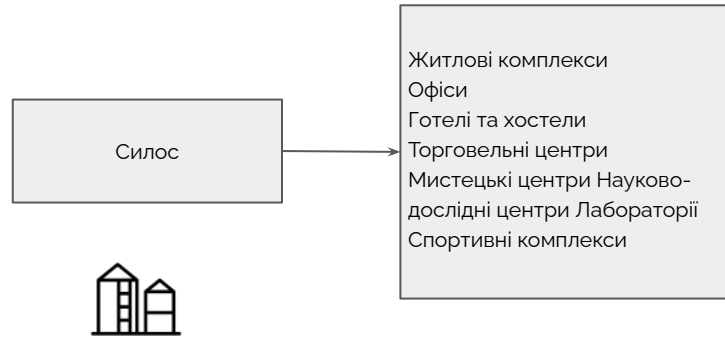 Силос
Житлові комплекси
Офіси
Готелі та хостели
Торговельні центри
Мистецькі центри Науково-
дослідні центри Лабораторії
Спортивні комплекси